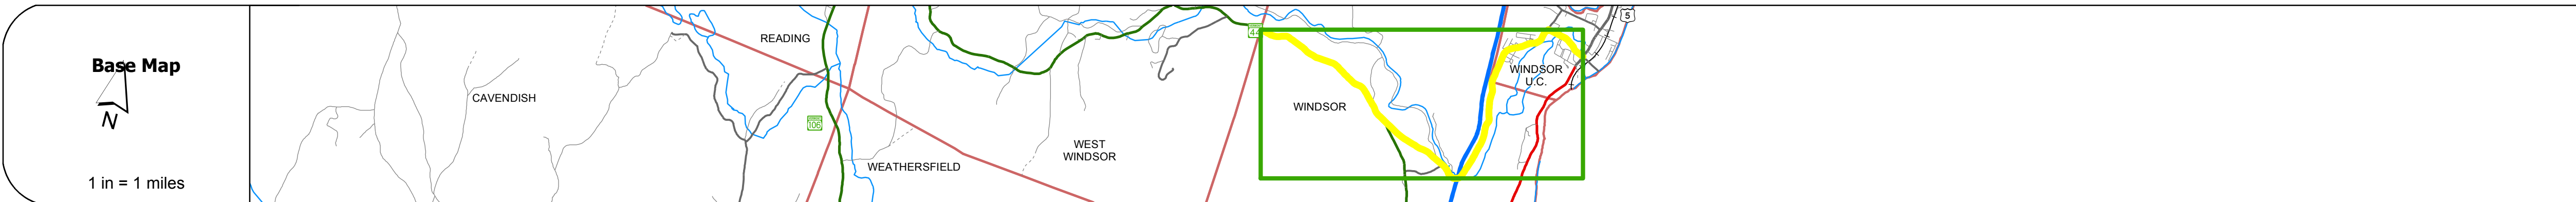 Base Map
N
1 in = 1 miles
CAVENDISH
READING
106
WEATHERSFIELD
WEST
WINDSOR
44
WINDSOR
WINDSOR
U.C.
5